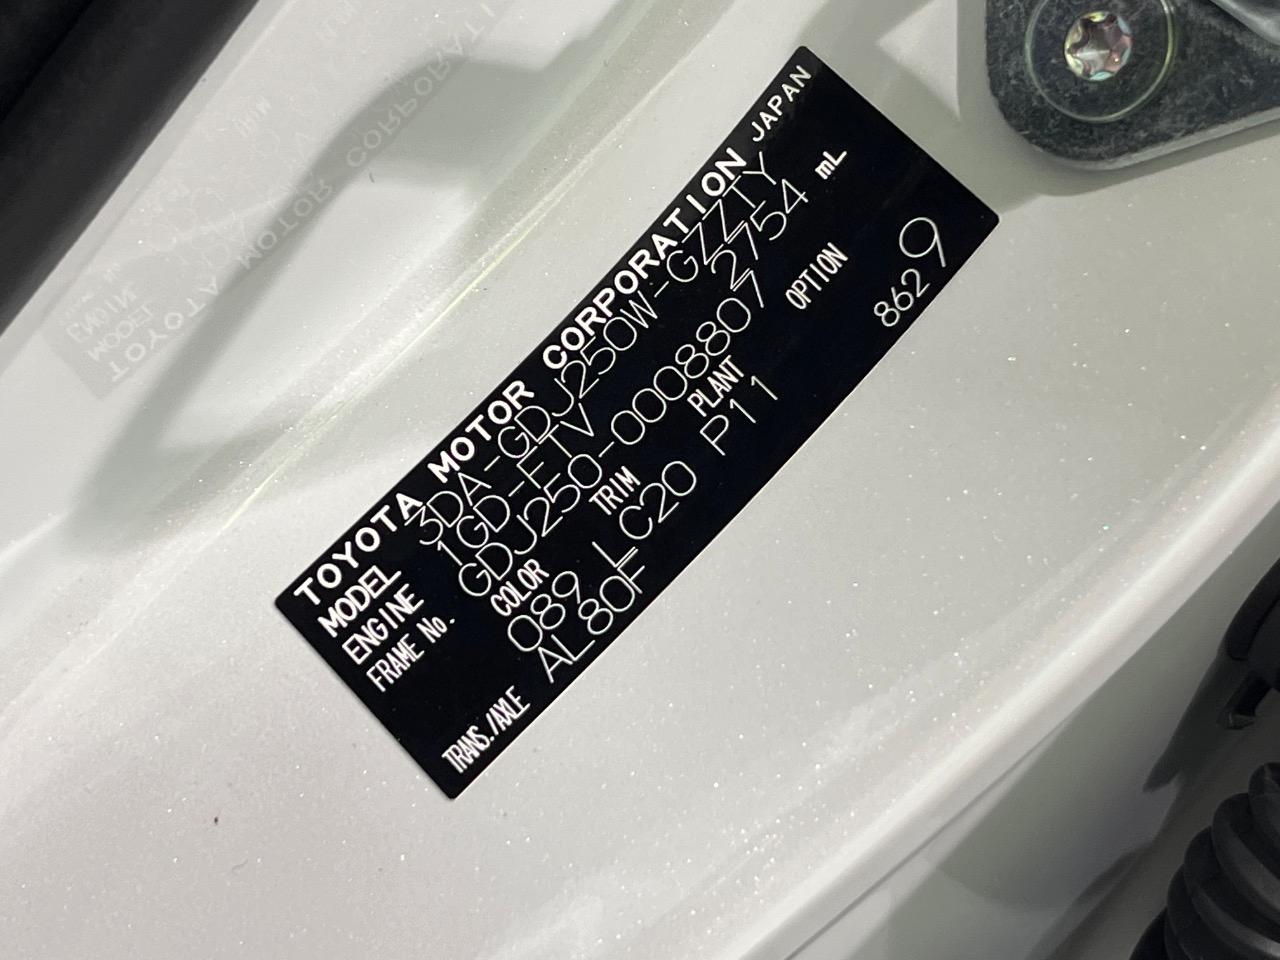 TOYOTA MOTOR CORPORATION JAPAN
MODEL 3DA-GDJ250W-GZZTY
ENGINE 1GD-FTV 2754 mL
FRAME No. GDJ250-0008807
COLOR TRIM PLANT OPTION
089 LC20 P11 8629
TRANS./AXLE AL80F